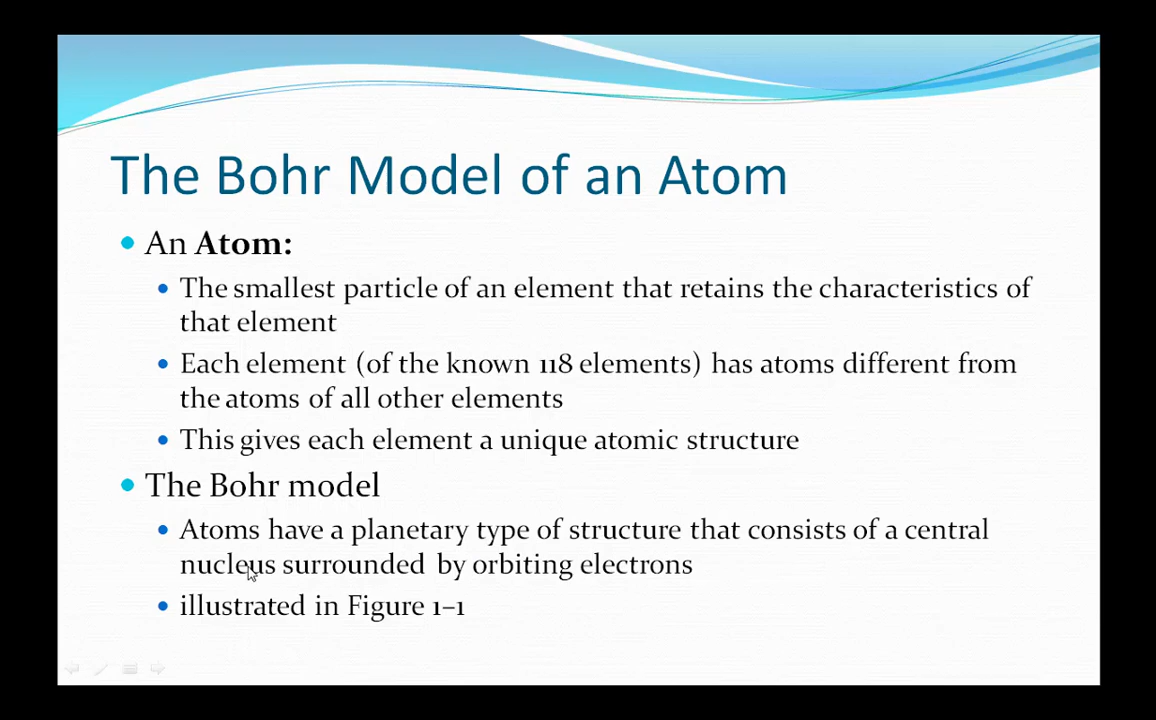 The Bohr Model of an Atom
An Atom:
The smallest particle of an element that retains the characteristics of
that element
Each element (of the known 118 elements) has atoms different from
the atoms of all other elements
This gives each element a unique atomic structure
The Bohr model
Atoms have a planetary type of structure that consists of a central
nucleus surrounded by orbiting electrons
illustrated in Figure 1–1